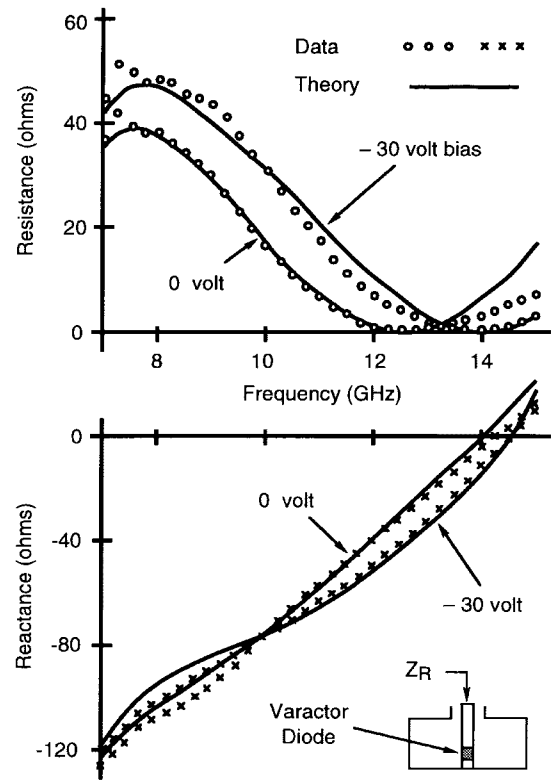 60
Data o o o x x x
Theory
40
Resistance (ohms)
− 30 volt bias
20
0 volt
0
8 10 12 14
Frequency (GHz)
0
0 volt
-40
Reactance (ohms)
− 30 volt
-80
ZR
Varactor
Diode
-120